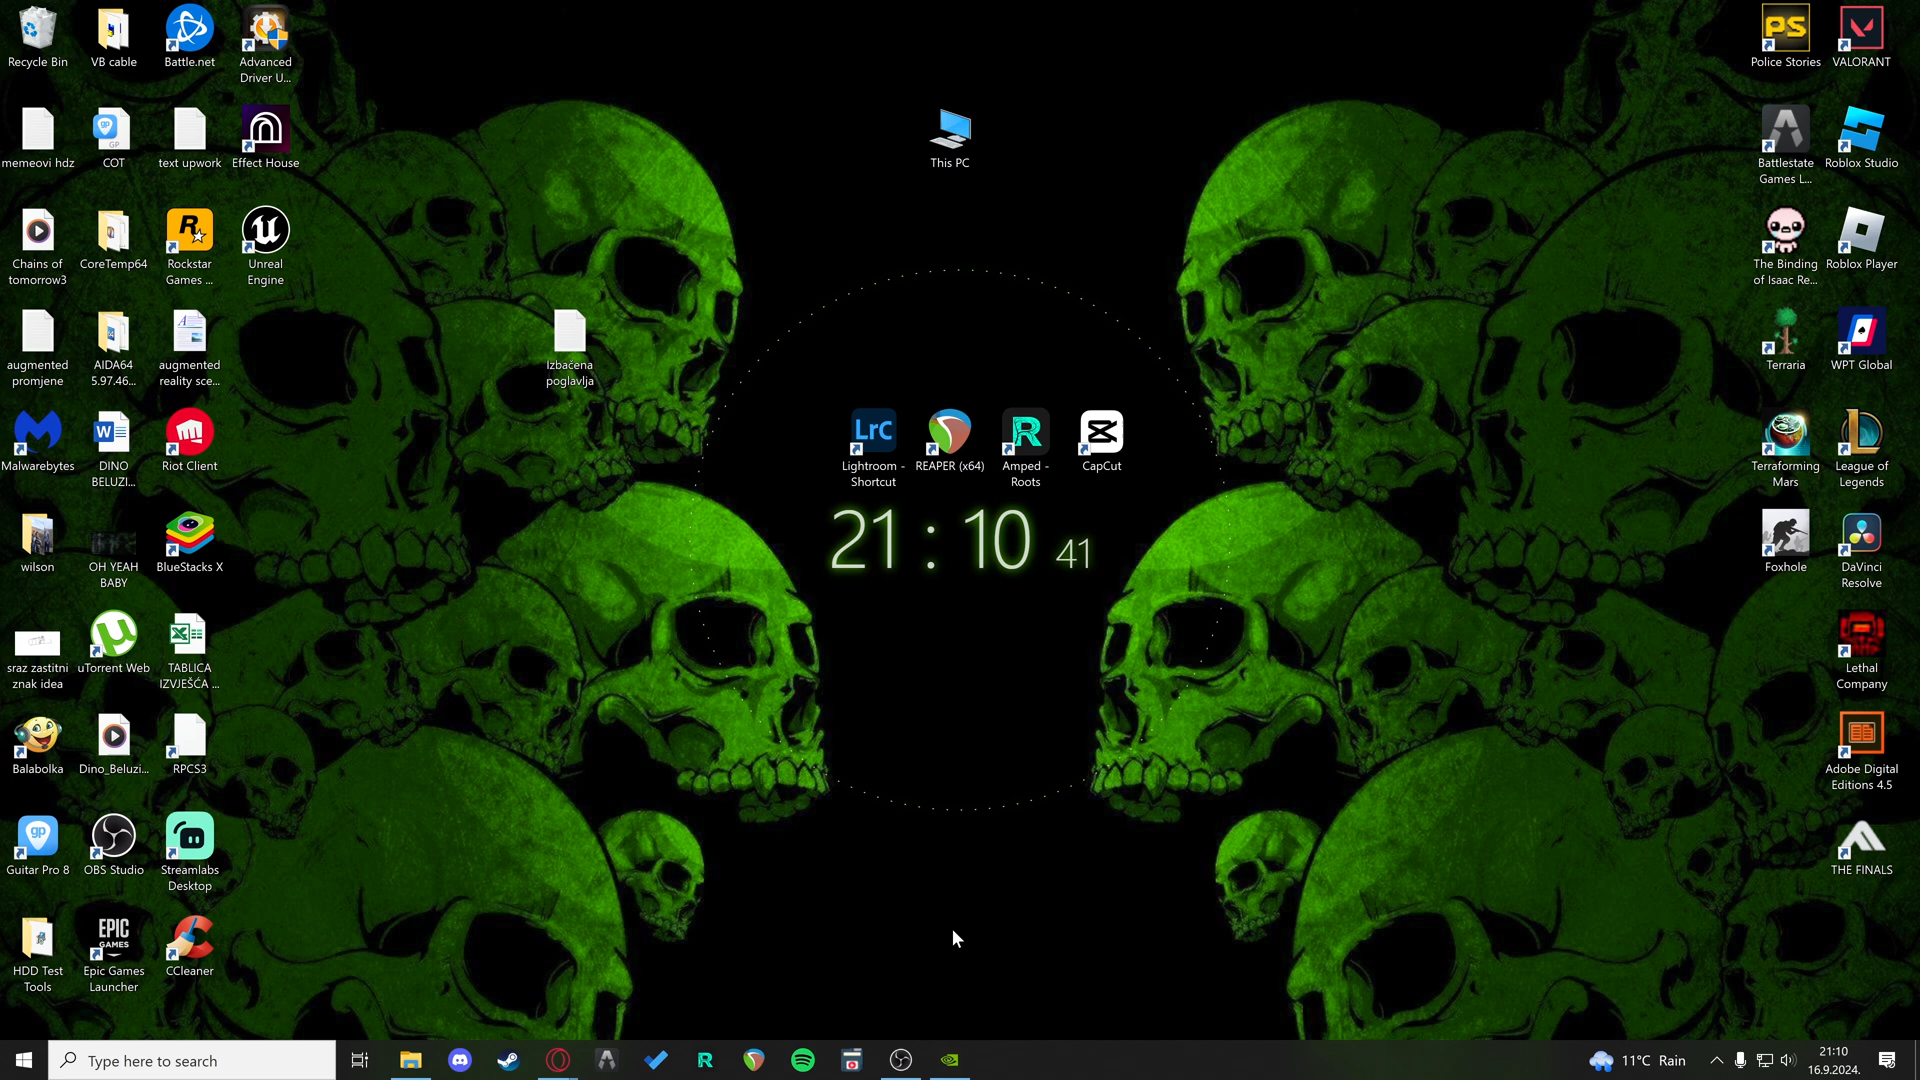 Recycle Bin
VB cable
Battle.net
Advanced
Driver U...
memeovi hdz
COT
text upwork
Effect House
Chains of
tomorrow3
CoreTemp64
Rockstar
Games ...
Unreal
Engine
augmented
promjene
AIDA64
5.97.46...
augmented
reality sce...
Izbačena
poglavlja
Malwarebytes
DINO
BELUZI...
Riot Client
wilson
OH YEAH
BABY
BlueStacks X
sraz zastitni
znak idea
uTorrent Web
TABLICA
IZVJEŠĆA ...
Balabolka
Dino_Beluzi...
RPCS3
Guitar Pro 8
OBS Studio
Streamlabs
Desktop
HDD Test
Tools
EPIC
GAMES
Epic Games
Launcher
CCleaner
This PC
LrC
Lightroom -
Shortcut
REAPER (x64)
Amped -
Roots
CapCut
21 : 10 41
PS
Police Stories
VALORANT
Battlestate
Games L...
Roblox Studio
The Binding
of Isaac Re...
Roblox Player
Terraria
WPT Global
Terraforming
Mars
League of
Legends
Foxhole
DaVinci
Resolve
Lethal
Company
Adobe Digital
Editions 4.5
THE FINALS
Type here to search
11°C Rain
21:10
16.9.2024.